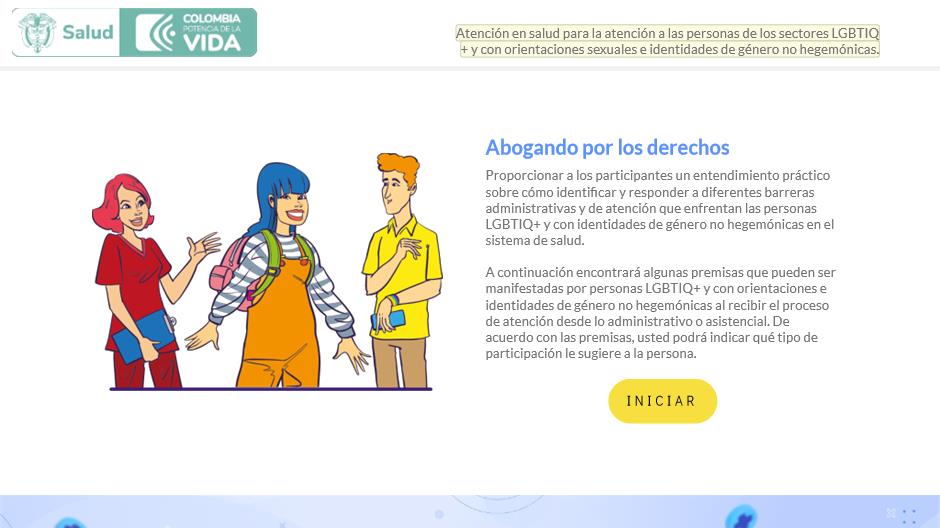 Salud
COLOMBIA
POTENCIA DE LA
VIDA
Atención en salud para la atención a las personas de los sectores LGBTIQ
+ y con orientaciones sexuales e identidades de género no hegemónicas.
Abogando por los derechos
Proporcionar a los participantes un entendimiento práctico
sobre cómo identificar y responder a diferentes barreras
administrativas y de atención que enfrentan las personas
LGBTIQ+ y con identidades de género no hegemónicas en el
sistema de salud.
A continuación encontrará algunas premisas que pueden ser
manifestadas por personas LGBTIQ+ y con orientaciones e
identidades de género no hegemónicas al recibir el proceso
de atención desde lo administrativo o asistencial. De
acuerdo con las premisas, usted podrá indicar qué tipo de
participación le sugiere a la persona.
INICIAR